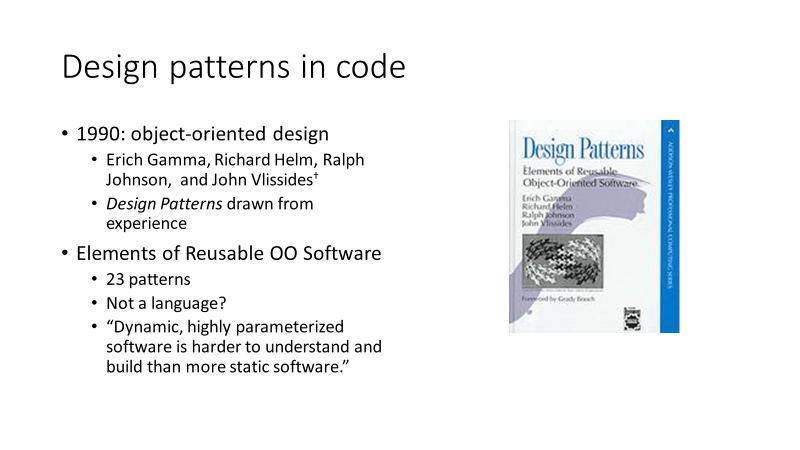 Design patterns in code
• 1990: object-oriented design
• Erich Gamma, Richard Helm, Ralph
Johnson, and John Vlissides†
• Design Patterns drawn from
experience
• Elements of Reusable OO Software
• 23 patterns
• Not a language?
• “Dynamic, highly parameterized
software is harder to understand and
build than more static software.”
Design Patterns
Elements of Reusable
Object-Oriented Software
Erich Gamma
Richard Helm
Ralph Johnson
John Vlissides
Foreword by Grady Booch
ADDISON-WESLEY PROFESSIONAL COMPUTING SERIES